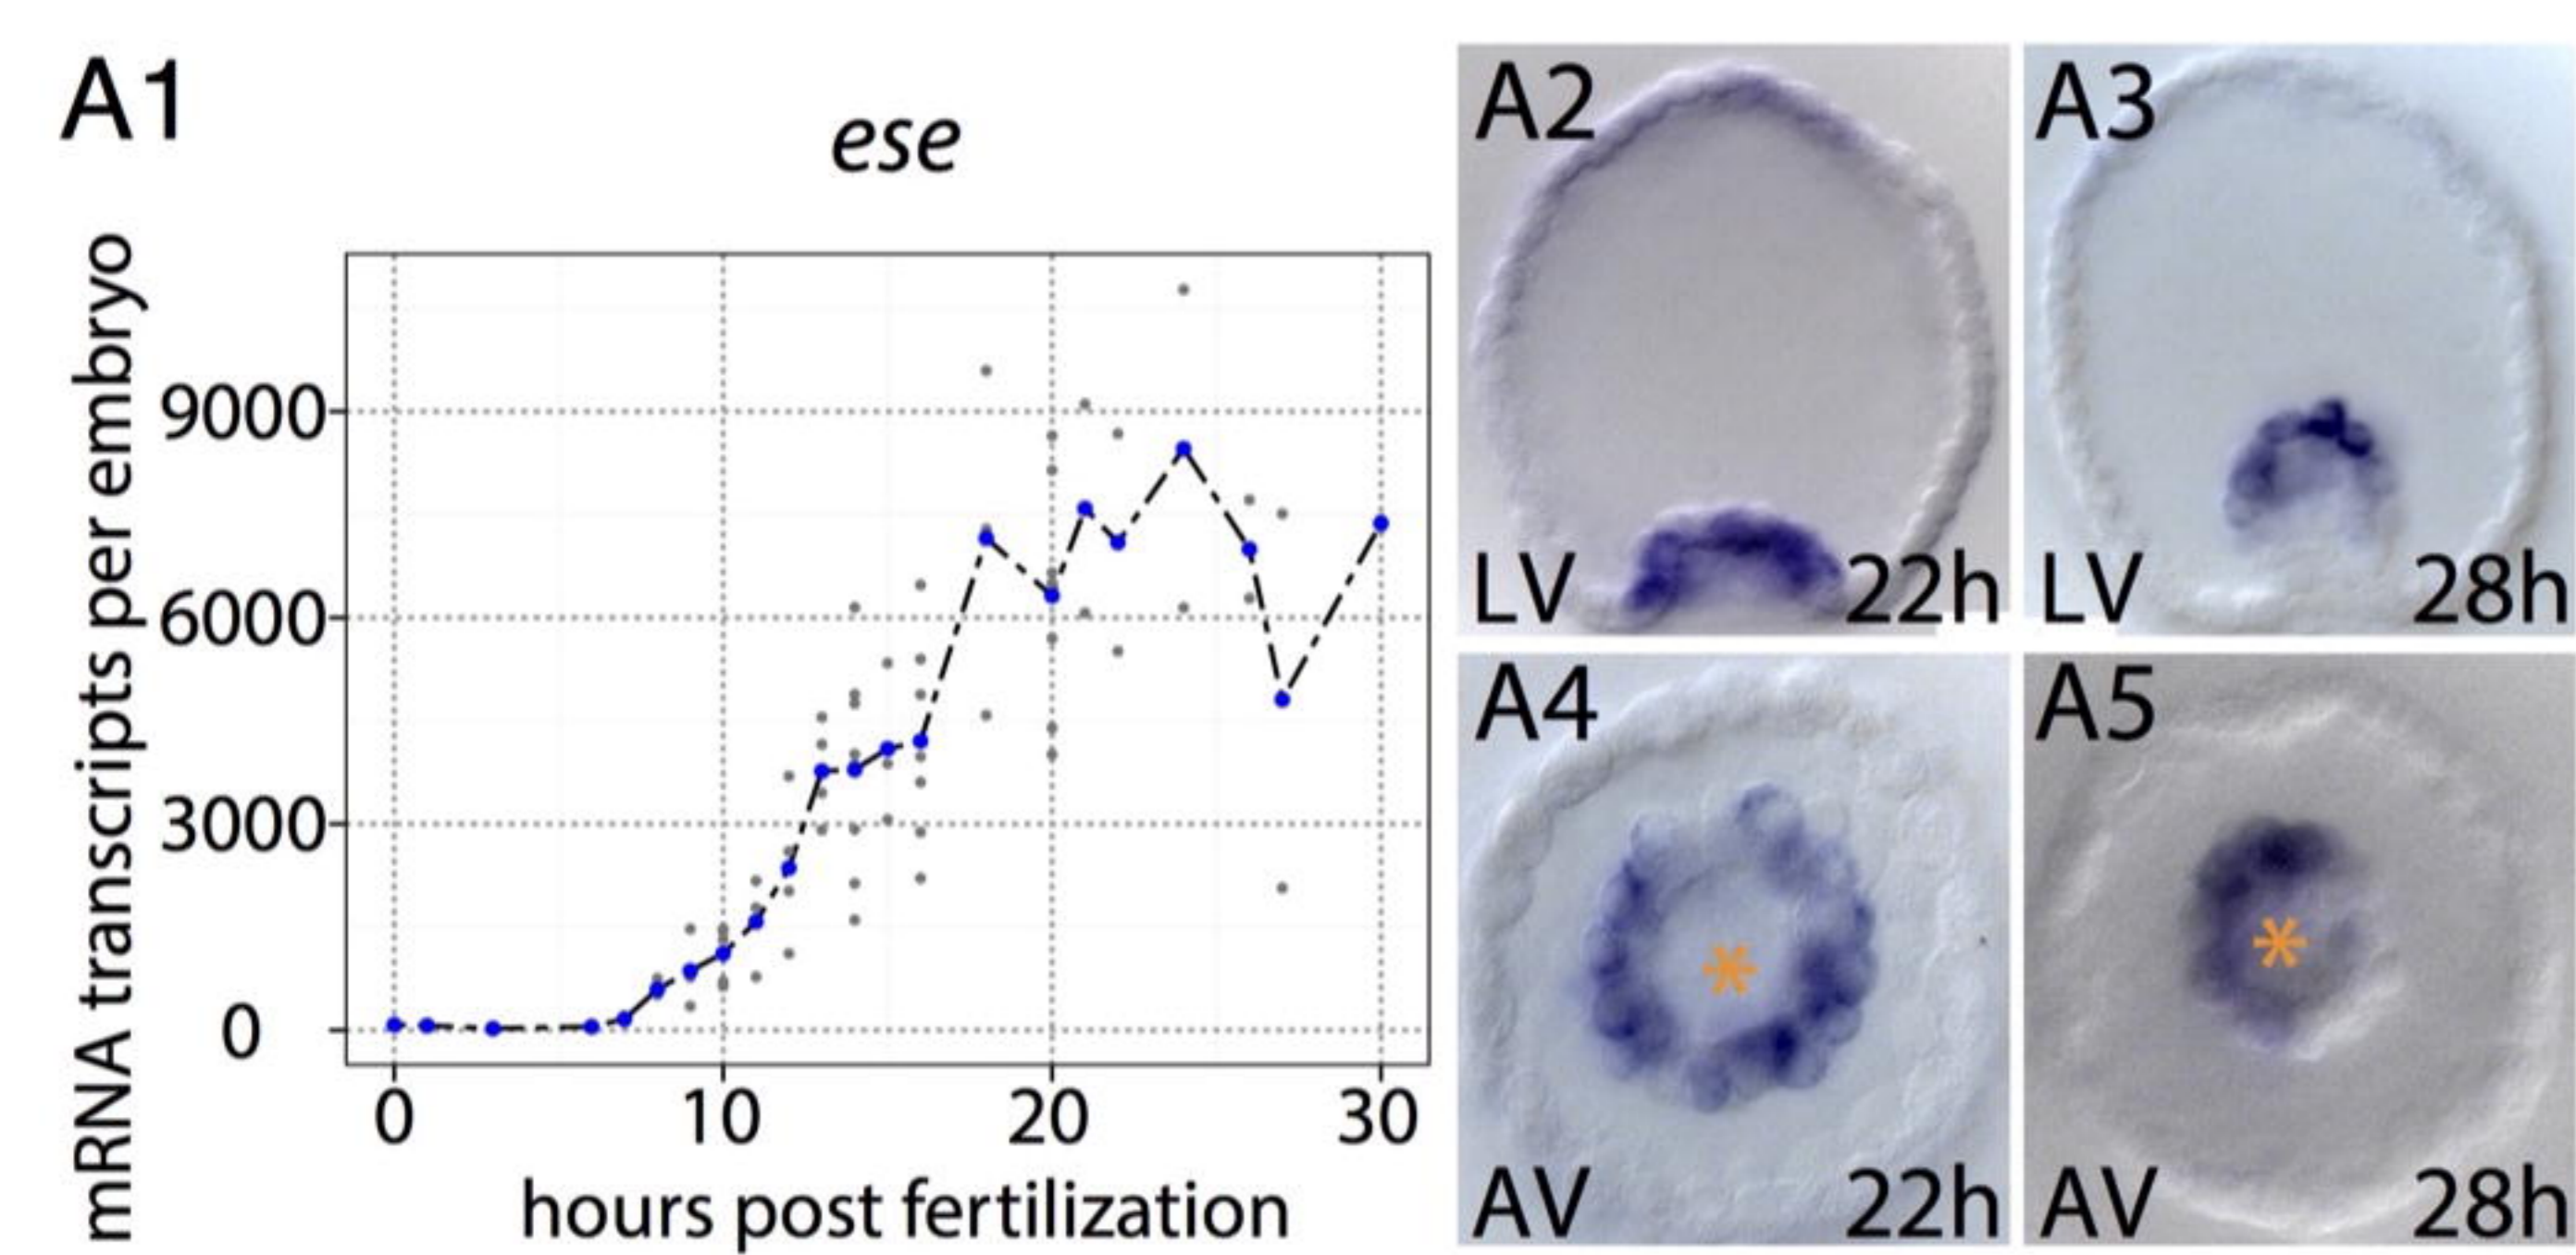 A1
ese
mRNA transcripts per embryo
9000
6000
3000
0
0 10 20 30
hours post fertilization
A2
LV 22h
A3
LV 28h
A4
*
AV 22h
A5
*
AV 28h